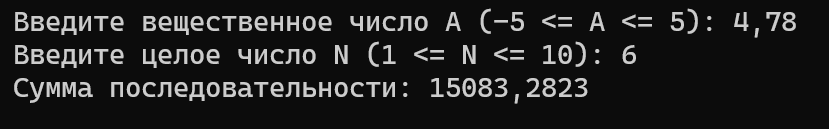 Введите вещественное число A (-5 <= A <= 5): 4,78
Введите целое число N (1 <= N <= 10): 6
Сумма последовательности: 15083,2823